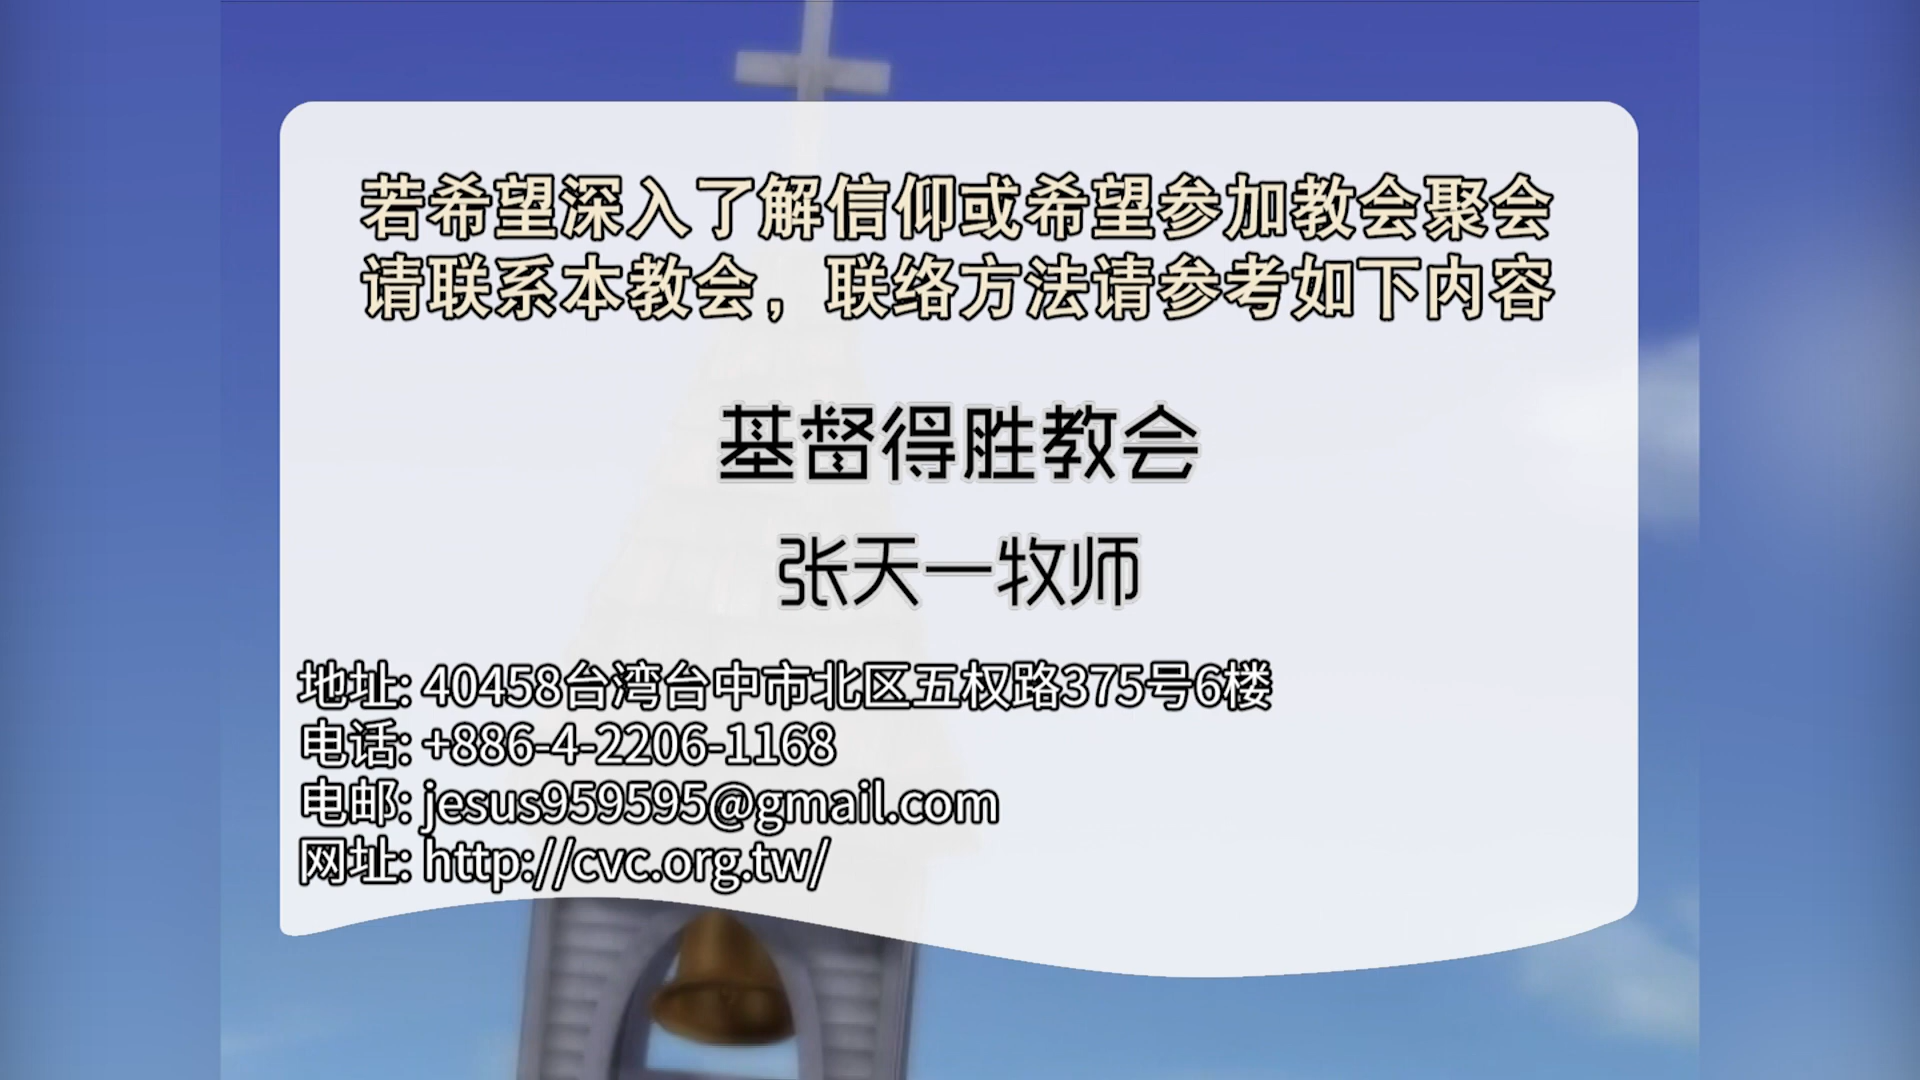 若希望深入了解信仰或希望参加教会聚会
请联系本教会，联络方法请参考如下内容
基督得胜教会
张天一牧师
地址: 40458台湾台中市北区五权路375号6楼
电话: +886-4-2206-1168
电邮: jesus959595@gmail.com
网址: http://cvc.org.tw/